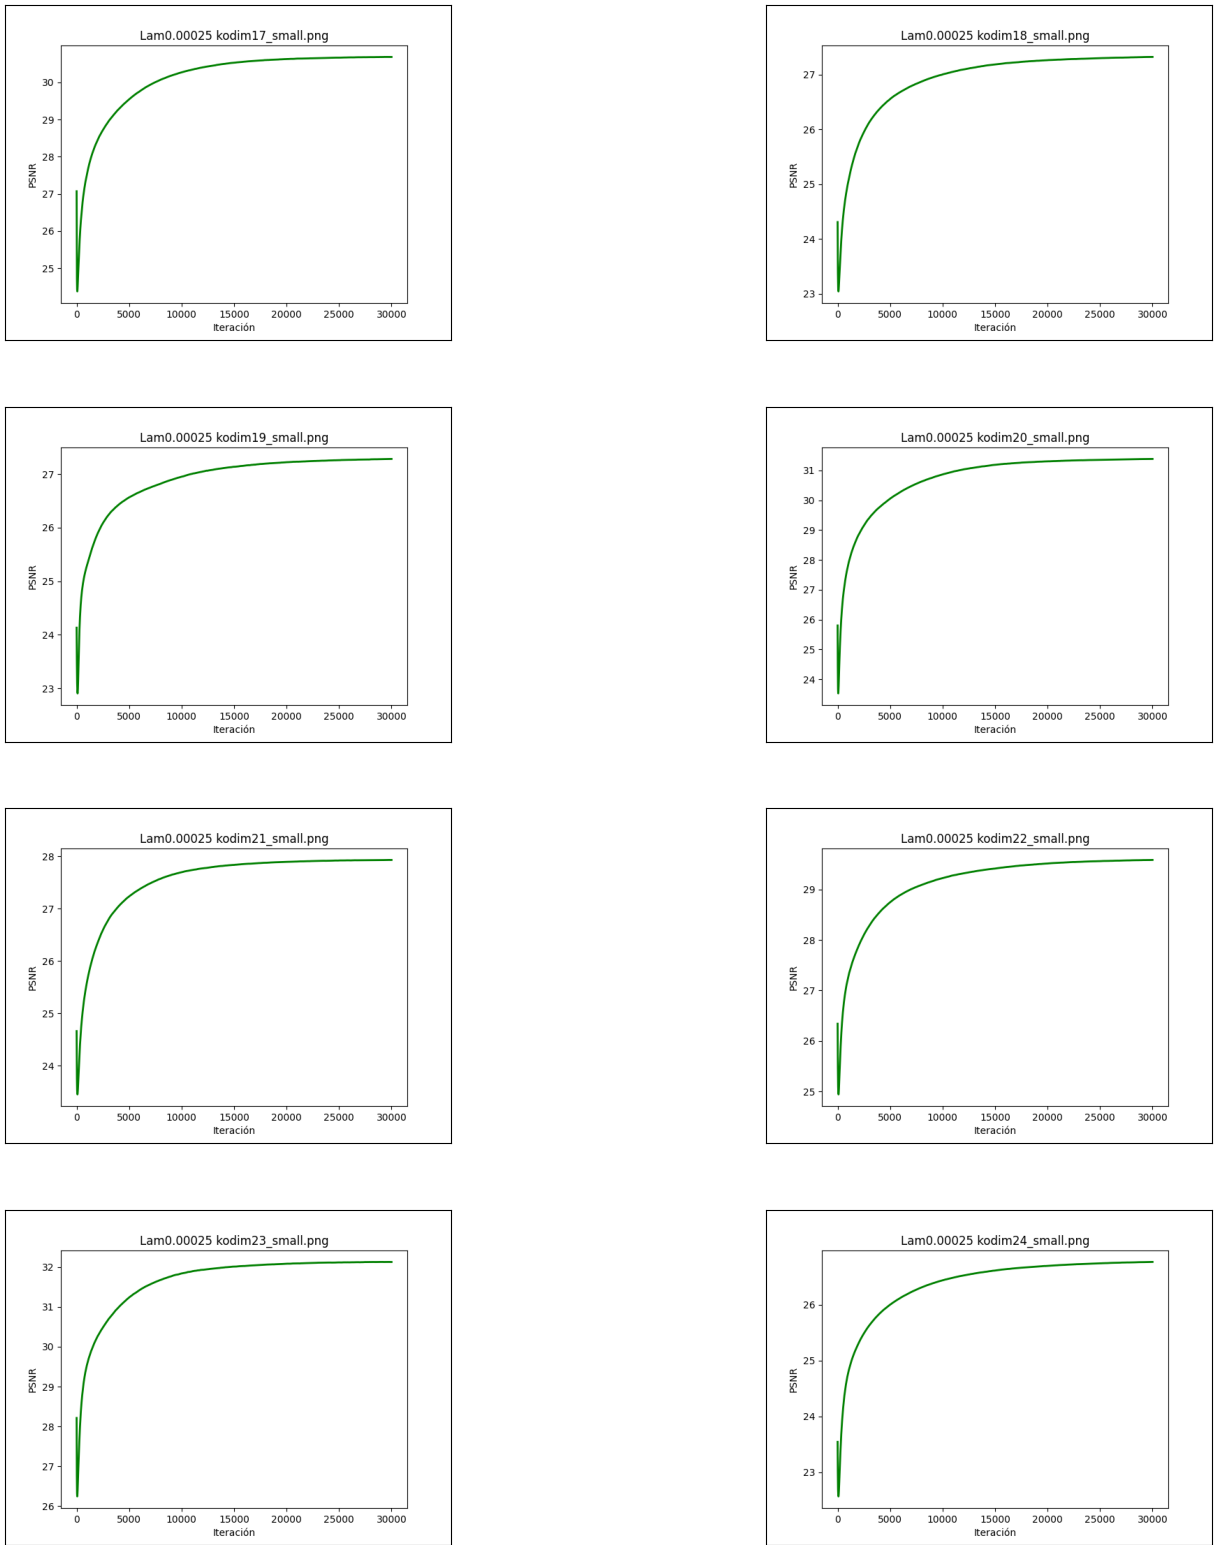 Lam0.00025 kodim17_small.png
PSNR
30
29
28
27
26
25
0 5000 10000 15000 20000 25000 30000
Iteración
Lam0.00025 kodim18_small.png
PSNR
27
26
25
24
23
0 5000 10000 15000 20000 25000 30000
Iteración
Lam0.00025 kodim19_small.png
PSNR
27
26
25
24
23
0 5000 10000 15000 20000 25000 30000
Iteración
Lam0.00025 kodim20_small.png
PSNR
31
30
29
28
27
26
25
24
0 5000 10000 15000 20000 25000 30000
Iteración
Lam0.00025 kodim21_small.png
PSNR
28
27
26
25
24
0 5000 10000 15000 20000 25000 30000
Iteración
Lam0.00025 kodim22_small.png
PSNR
29
28
27
26
25
0 5000 10000 15000 20000 25000 30000
Iteración
Lam0.00025 kodim23_small.png
PSNR
32
31
30
29
28
27
26
0 5000 10000 15000 20000 25000 30000
Iteración
Lam0.00025 kodim24_small.png
PSNR
26
25
24
23
0 5000 10000 15000 20000 25000 30000
Iteración